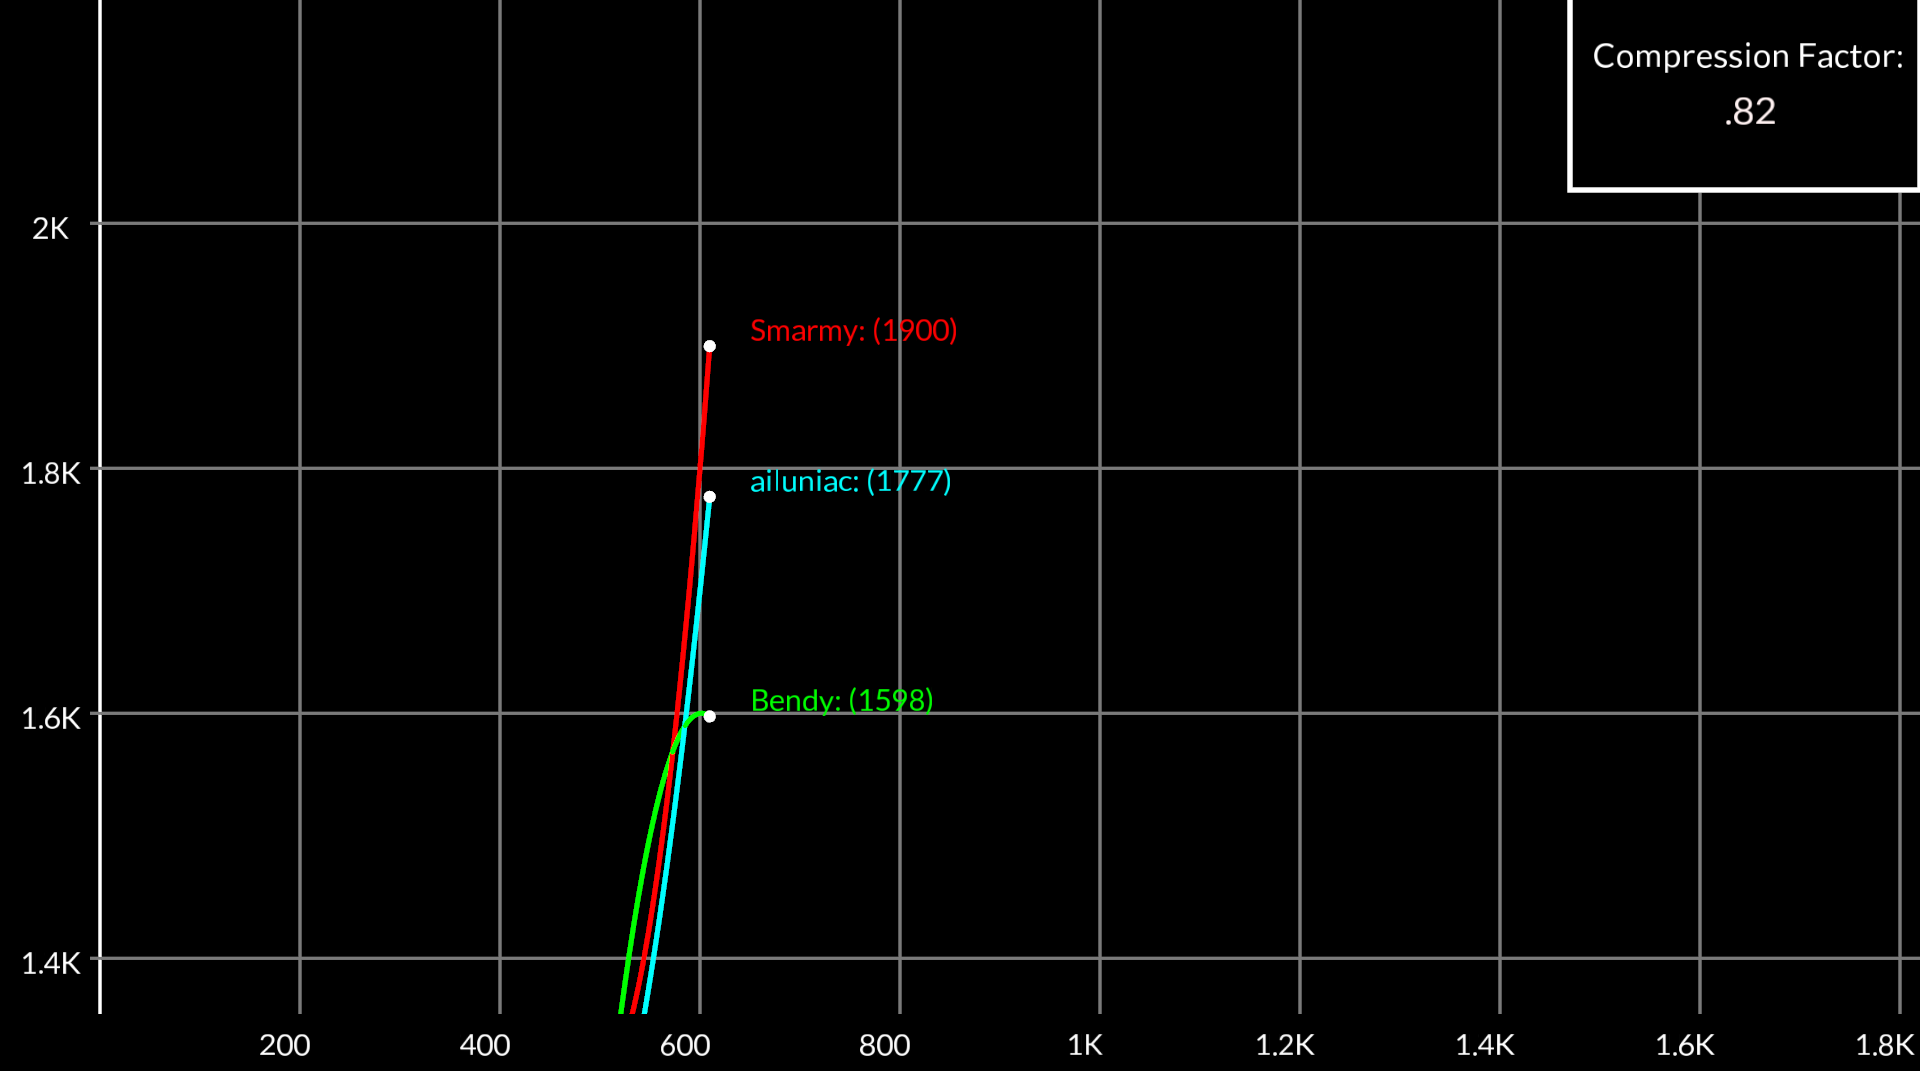 Compression Factor:
.82
2K
Smarmy: (1900)
1.8K
ailuniac: (1777)
Bendy: (1598)
1.6K
1.4K
200 400 600 800 1K 1.2K 1.4K 1.6K 1.8K